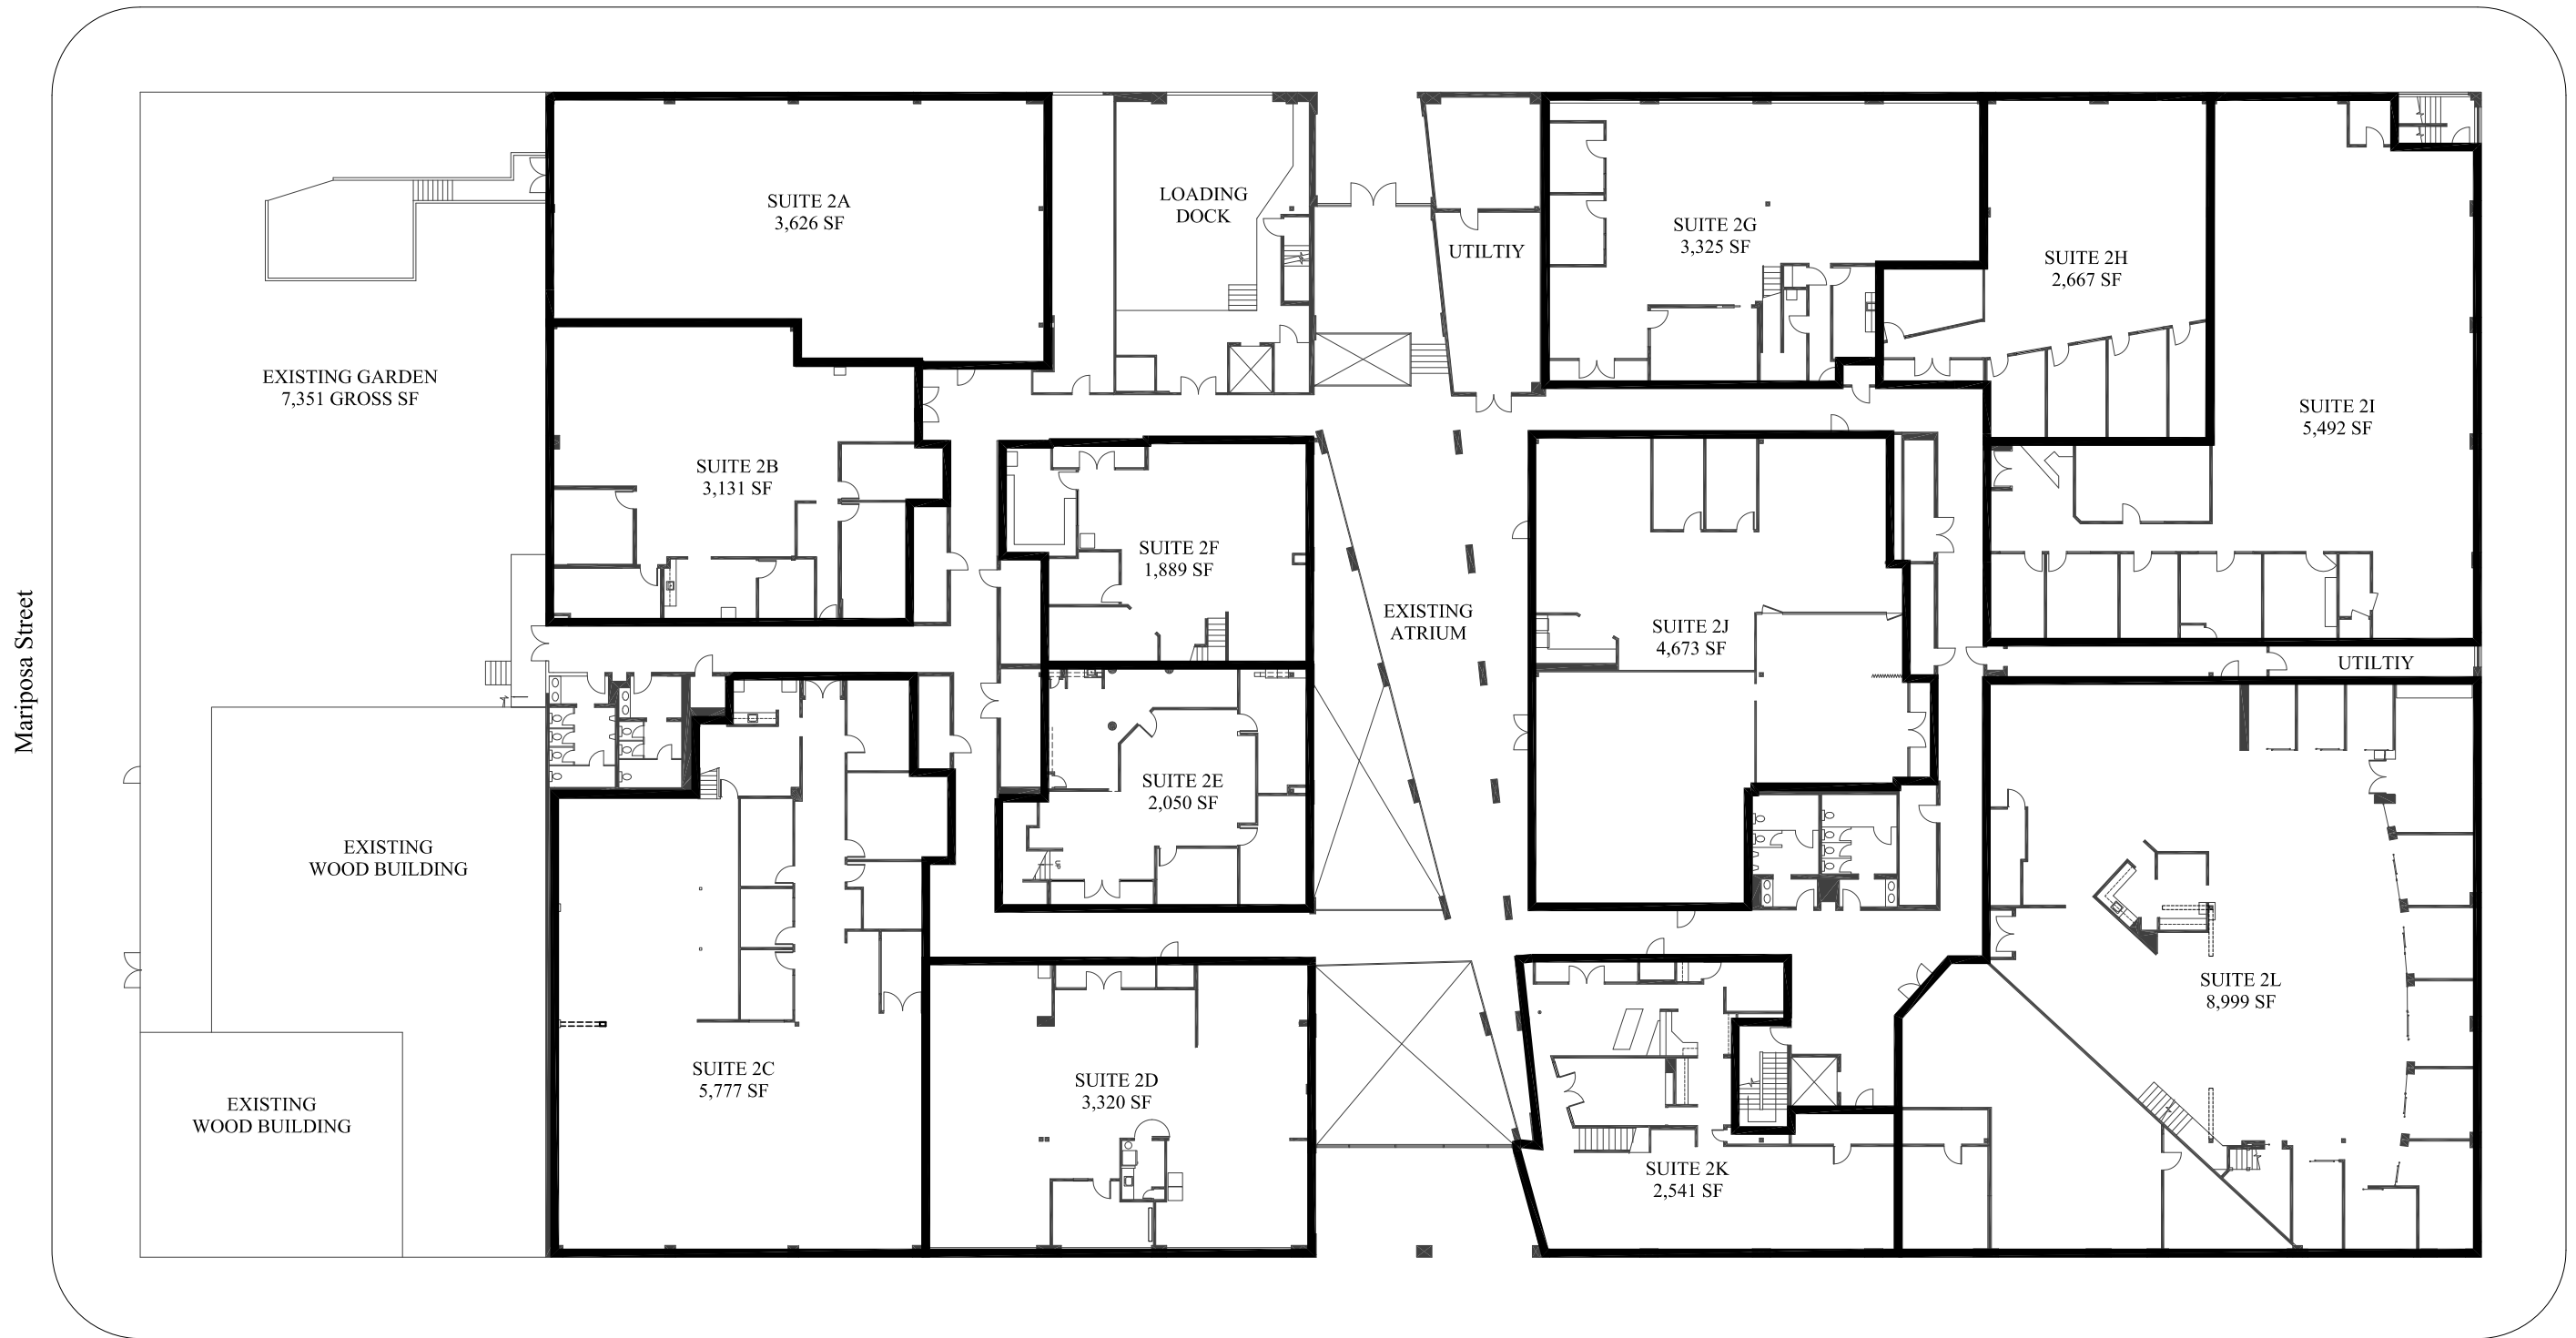 SUITE 2A
3,626 SF
LOADING
DOCK
UTILTIY
SUITE 2G
3,325 SF
SUITE 2H
2,667 SF
SUITE 2I
5,492 SF
EXISTING GARDEN
7,351 GROSS SF
SUITE 2B
3,131 SF
SUITE 2F
1,889 SF
EXISTING
ATRIUM
SUITE 2J
4,673 SF
UTILTIY
Mariposa Street
SUITE 2E
2,050 SF
EXISTING
WOOD BUILDING
SUITE 2L
8,999 SF
SUITE 2C
5,777 SF
SUITE 2D
3,320 SF
EXISTING
WOOD BUILDING
SUITE 2K
2,541 SF